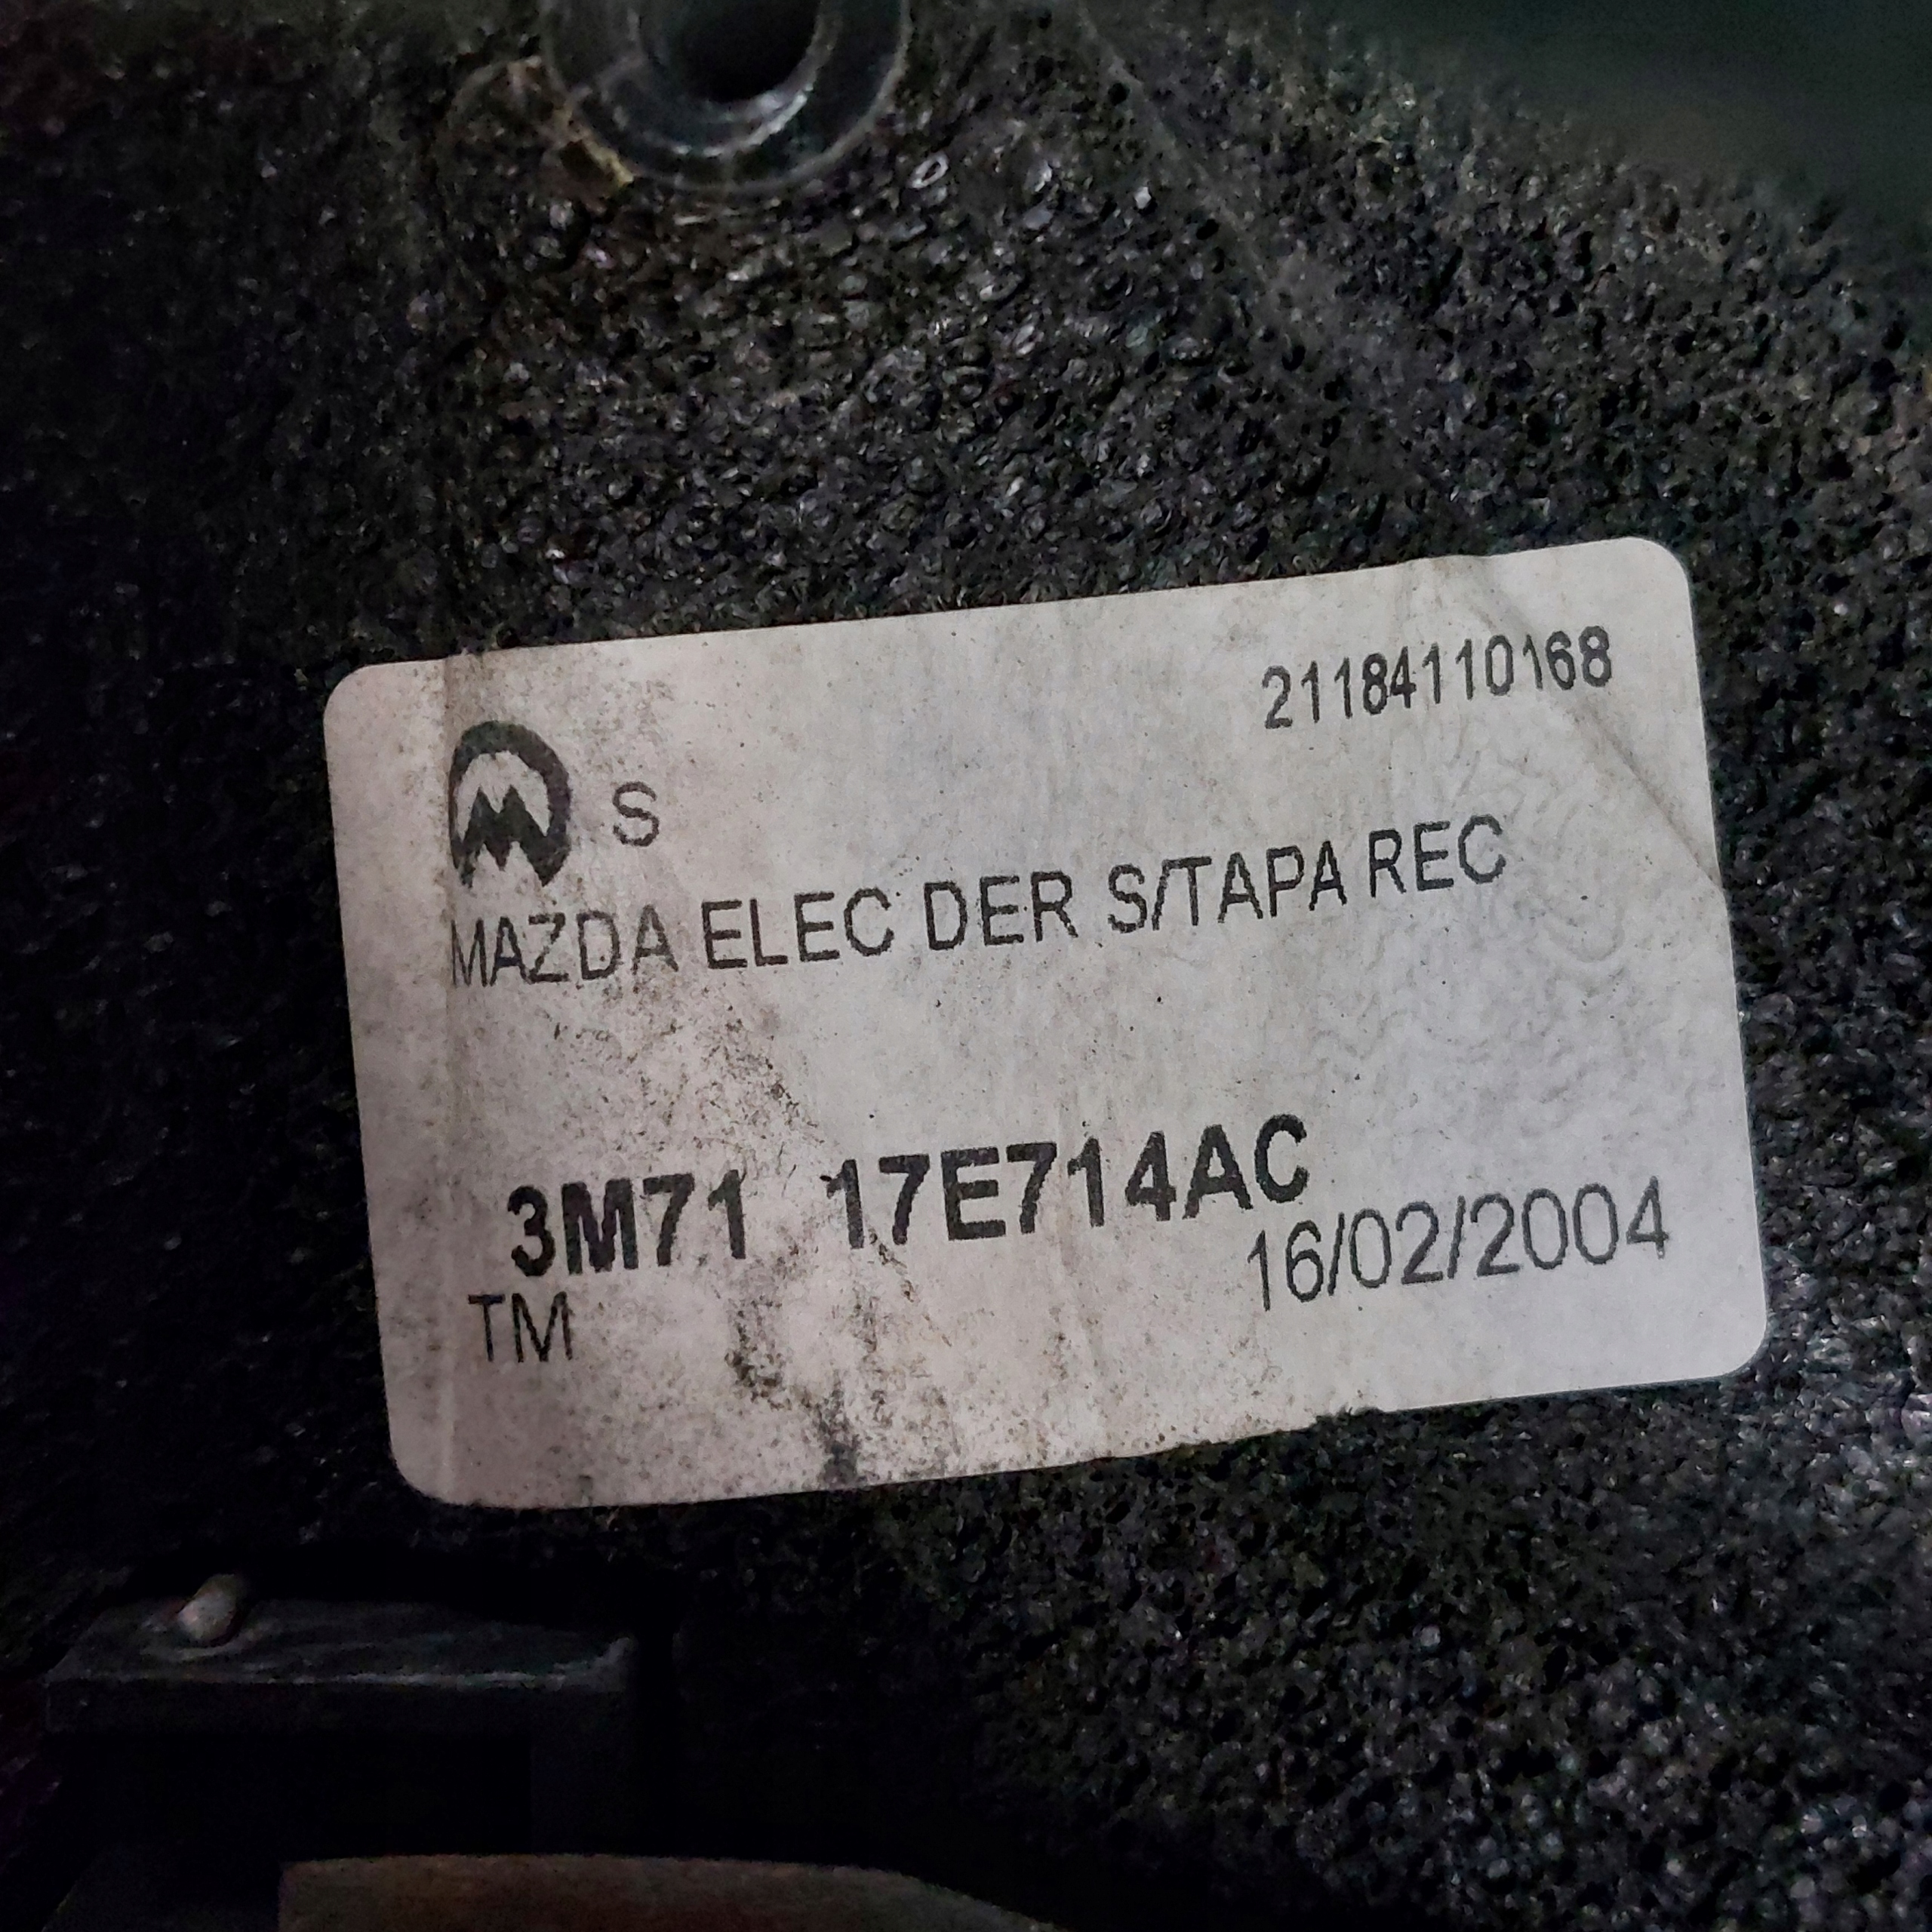 21184110168
S
MAZDA ELEC DER S/TAPA REC
3M71 17E714AC
16/02/2004
TM